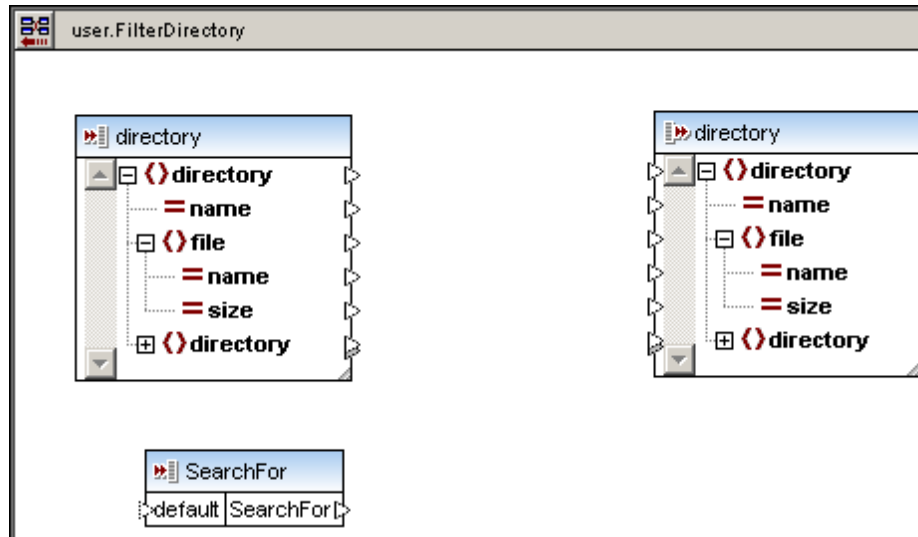 user.FilterDirectory
directory
directory
name
file
name
size
directory
directory
directory
name
file
name
size
directory
SearchFor
default SearchFor